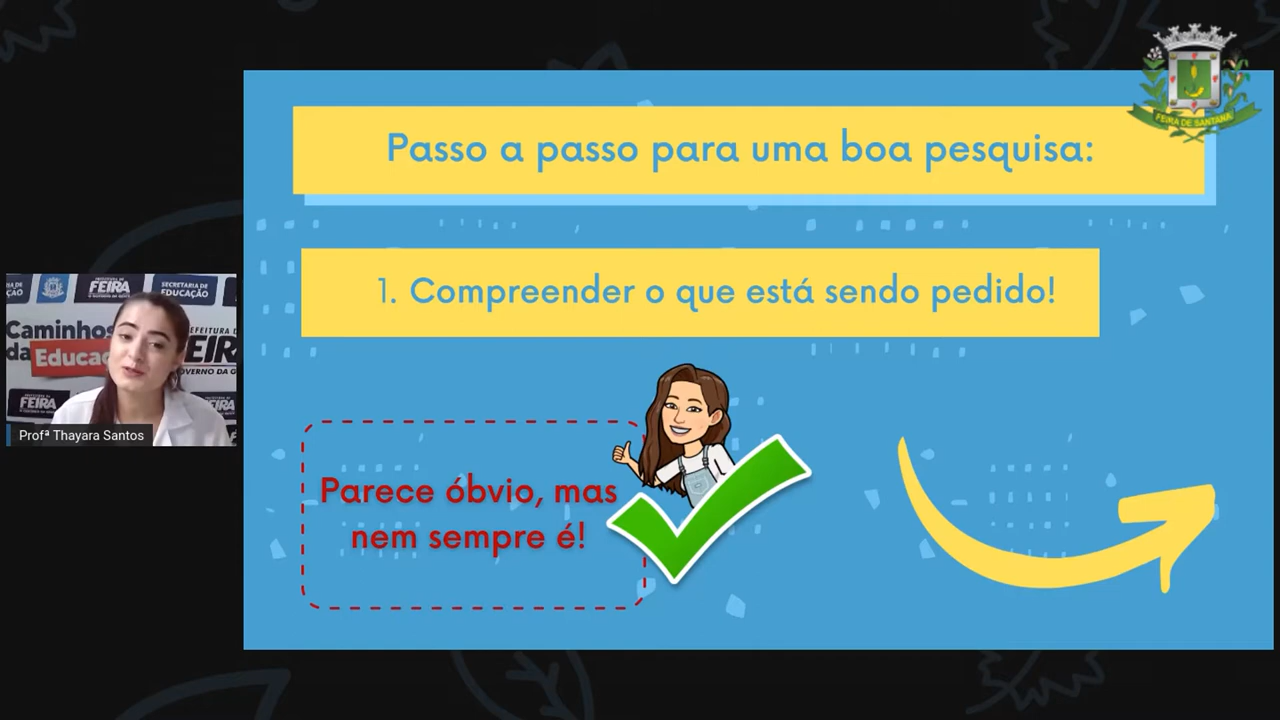 FEIRA DE SANTANA
Passo a passo para uma boa pesquisa:
1. Compreender o que está sendo pedido!
Parece óbvio, mas
nem sempre é!
FEIRA
SECRETARIA DE
EDUCAÇÃO
Caminhos
da Educaç
FEIRA
Profª Thayara Santos